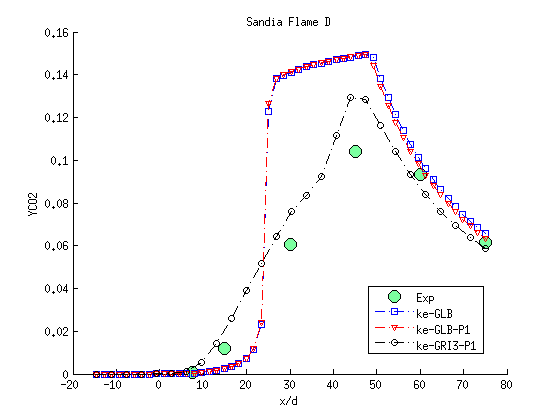 Sandia Flame D
0.16
0.14
0.12
0.1
0.08
0.06
0.04
0.02
0
YCO2
Exp
ke-GLB
ke-GLB-P1
ke-GRI3-P1
-20 -10 0 10 20 30 40 50 60 70 80
x/d